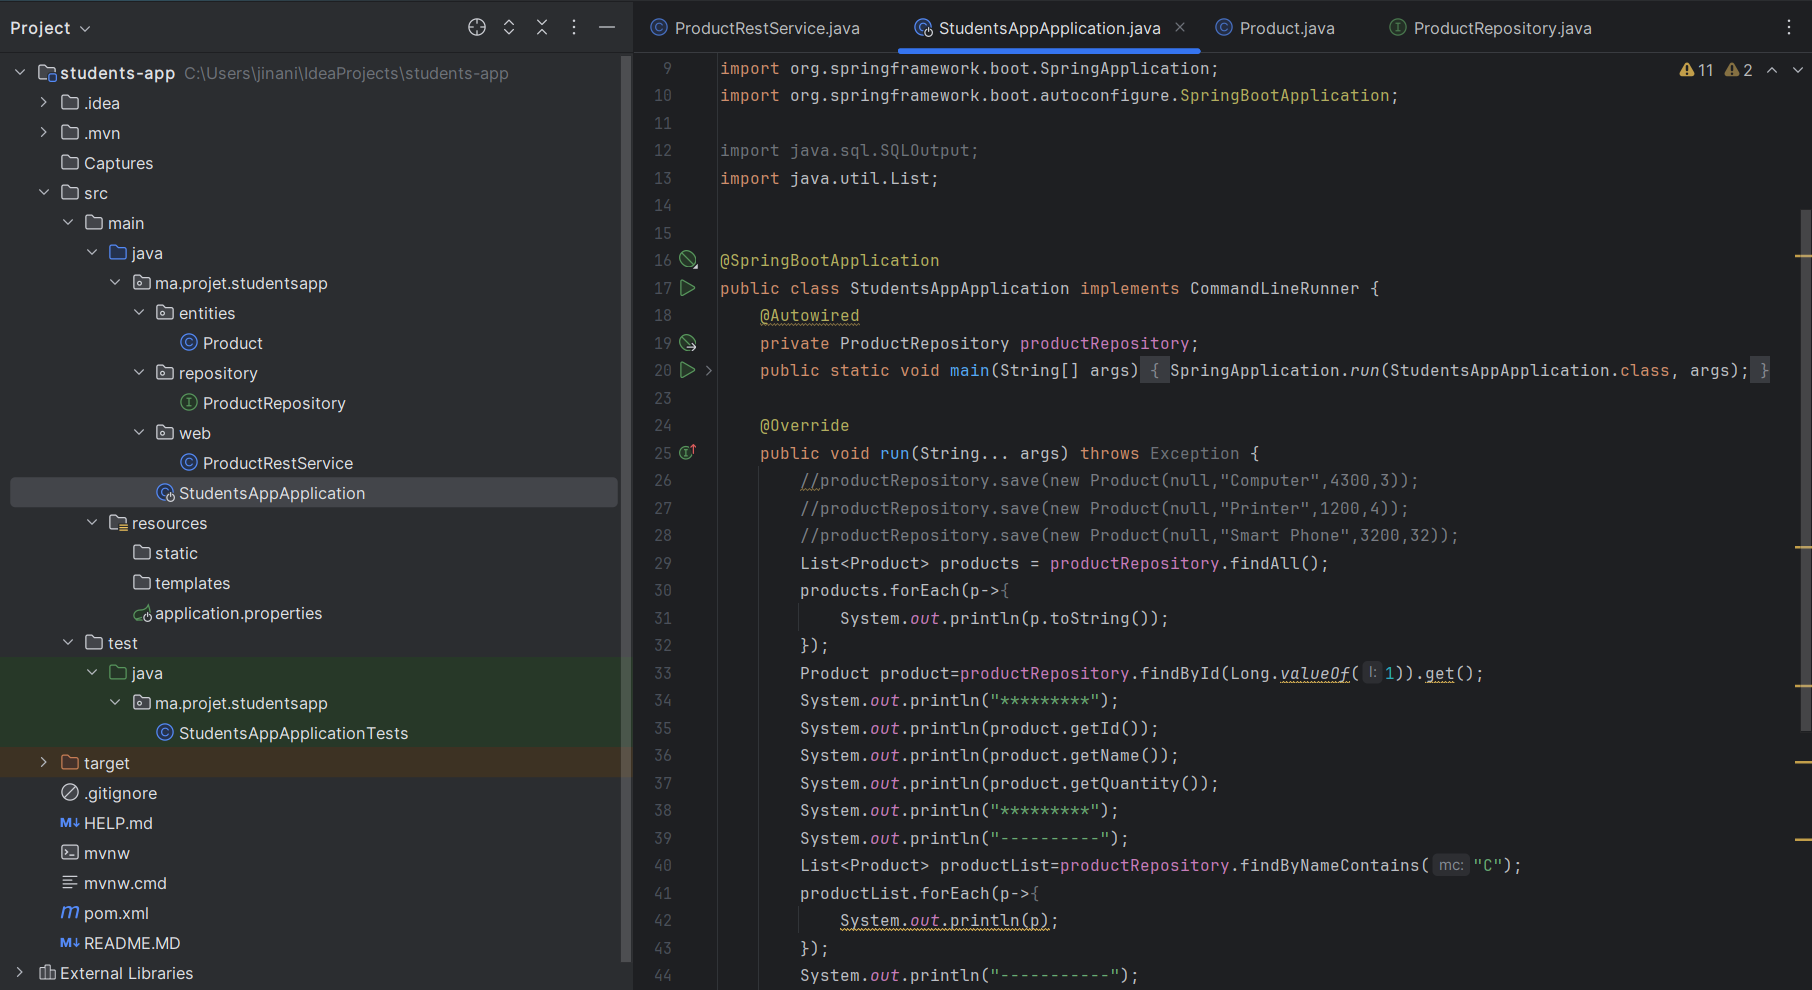 Project
students-app C:\Users\jinani\IdeaProjects\students-app
.idea
.mvn
Captures
src
main
java
ma.projet.studentsapp
entities
Product
repository
ProductRepository
web
ProductRestService
StudentsAppApplication
resources
static
templates
application.properties
test
java
ma.projet.studentsapp
StudentsAppApplicationTests
target
.gitignore
M↓ HELP.md
mvnw
mvnw.cmd
m pom.xml
M↓ README.MD
External Libraries
ProductRestService.java StudentsAppApplication.java Product.java ProductRepository.java
11 2
9 import org.springframework.boot.SpringApplication;
10 import org.springframework.boot.autoconfigure.SpringBootApplication;
11
12 import java.sql.SQLOutput;
13 import java.util.List;
14
15
16 @SpringBootApplication
17 public class StudentsAppApplication implements CommandLineRunner {
18 @Autowired
19 private ProductRepository productRepository;
20 public static void main(String[] args) { SpringApplication.run(StudentsAppApplication.class, args); }
23
24 @Override
25 public void run(String... args) throws Exception {
26 //productRepository.save(new Product(null,"Computer",4300,3));
27 //productRepository.save(new Product(null,"Printer",1200,4));
28 //productRepository.save(new Product(null,"Smart Phone",3200,32));
29 List<Product> products = productRepository.findAll();
30 products.forEach(p->{
31 System.out.println(p.toString());
32 });
33 Product product=productRepository.findById(Long.valueOf( l: 1)).get();
34 System.out.println("*********");
35 System.out.println(product.getId());
36 System.out.println(product.getName());
37 System.out.println(product.getQuantity());
38 System.out.println("*********");
39 System.out.println("----------");
40 List<Product> productList=productRepository.findByNameContains( mc: "C");
41 productList.forEach(p->{
42 System.out.println(p);
43 });
44 System.out.println("-----------");